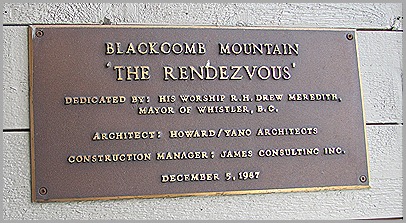 BLACKCOMB MOUNTAIN
'THE RENDEZVOUS'
DEDICATED BY: HIS WORSHIP R.H. DREW MEREDITH,
MAYOR OF WHISTLER, B.C.
ARCHITECT: HOWARD/YANO ARCHITECTS
CONSTRUCTION MANAGER: JAMES CONSULTING INC.
DECEMBER 5, 1987